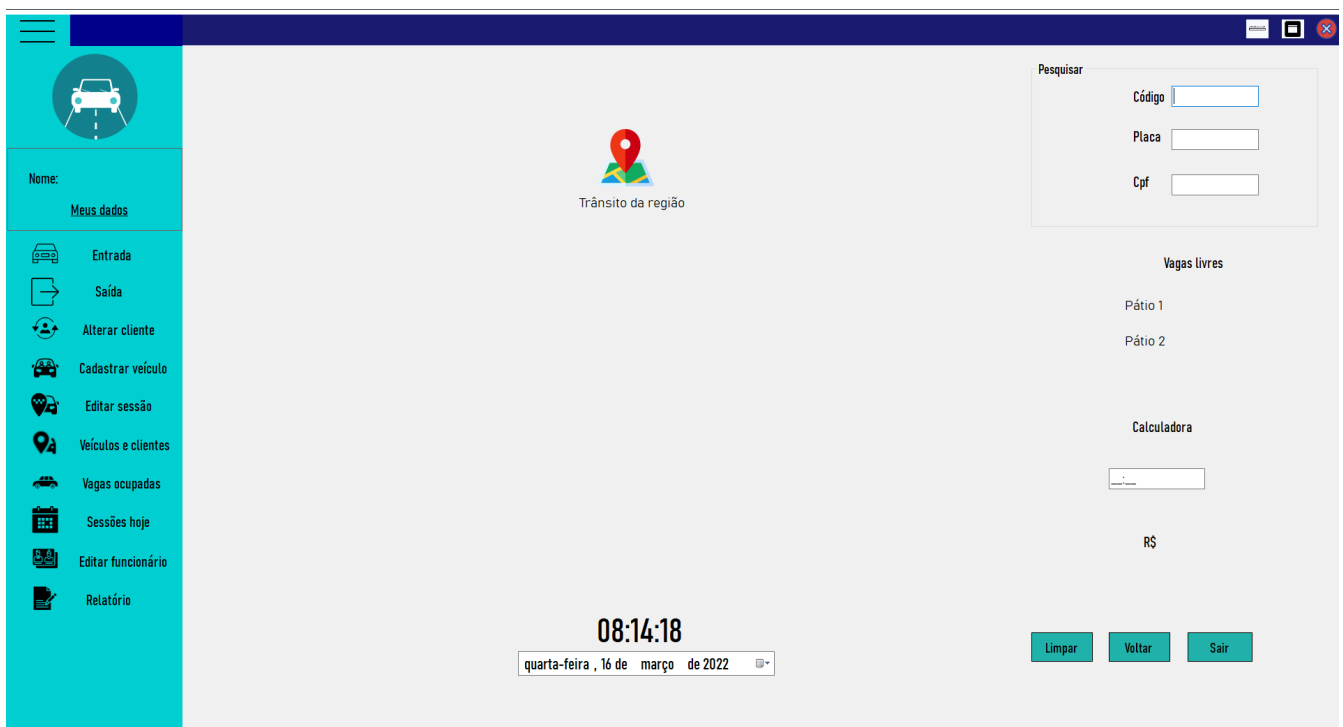 Nome:
Meus dados
Entrada
Saída
Alterar cliente
Cadastrar veículo
Editar sessão
Veículos e clientes
Vagas ocupadas
Sessões hoje
Editar funcionário
Relatório
Trânsito da região
08:14:18
quarta-feira , 16 de março de 2022
Pesquisar
Código
Placa
Cpf
Vagas livres
Pátio 1
Pátio 2
Calculadora
__:__
R$
Limpar Voltar Sair